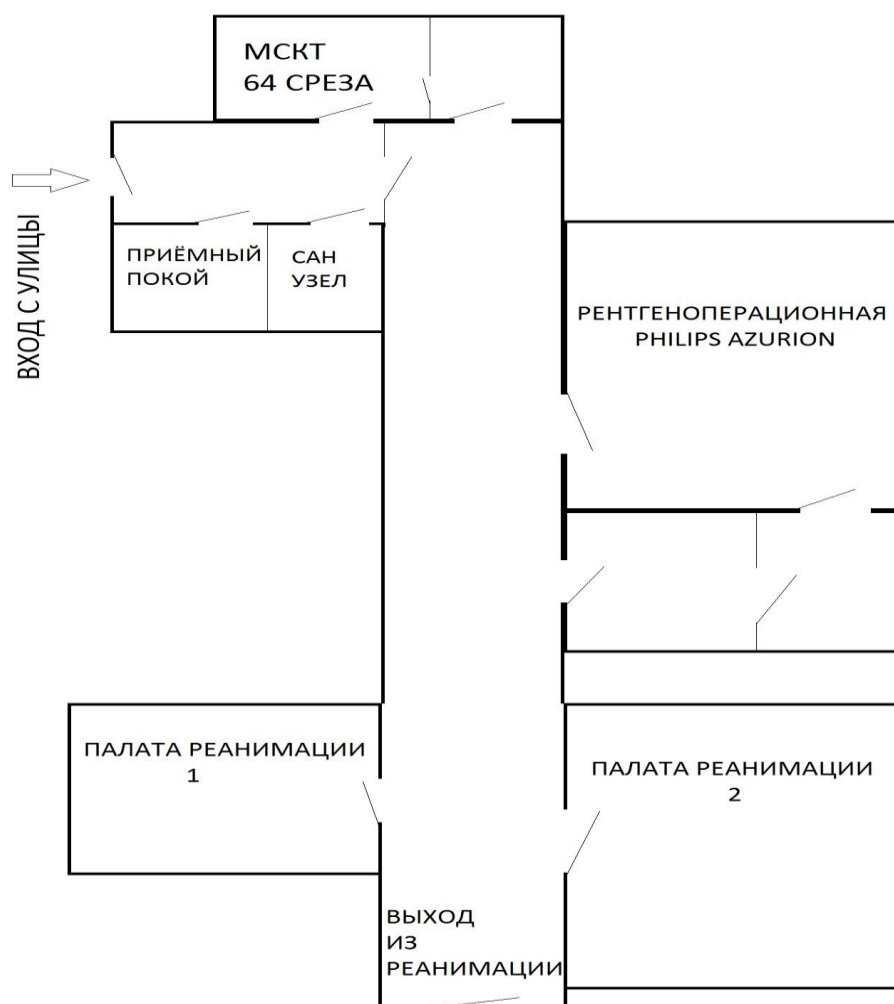 МСКТ
64 СРЕЗА
ВХОД С УЛИЦЫ
ПРИЁМНЫЙ
ПОКОЙ
САН
УЗЕЛ
РЕНТГЕНОПЕРАЦИОННАЯ
PHILIPS AZURION
ПАЛАТА РЕАНИМАЦИИ
1
ПАЛАТА РЕАНИМАЦИИ
2
ВЫХОД
ИЗ
РЕАНИМАЦИИ